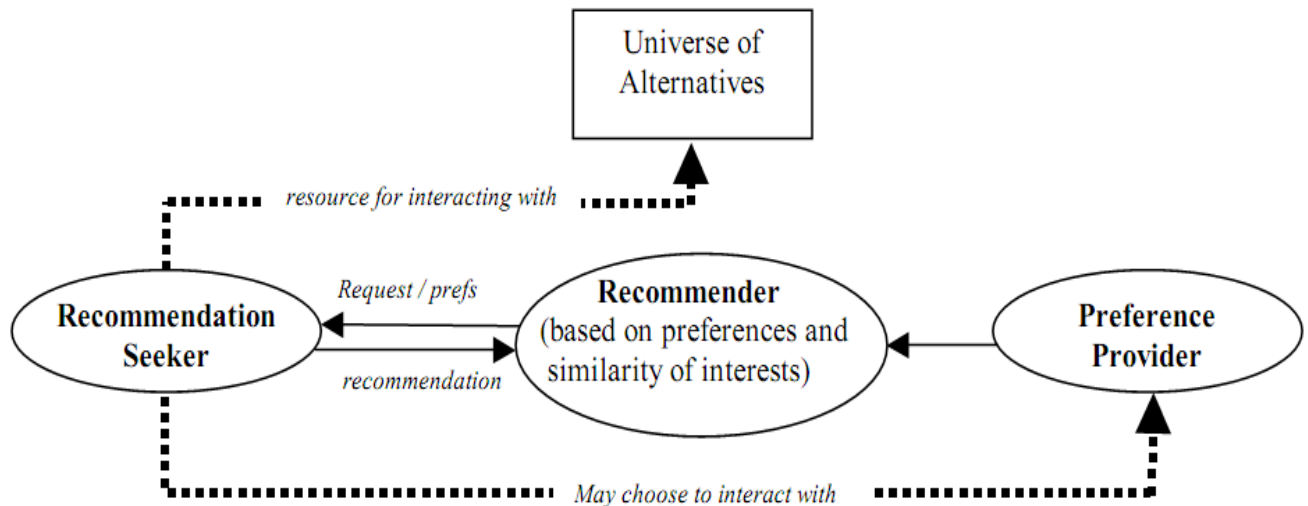 Universe of
Alternatives
resource for interacting with
Request / prefs
Recommendation
Seeker
recommendation
Recommender
(based on preferences and
similarity of interests)
Preference
Provider
May choose to interact with